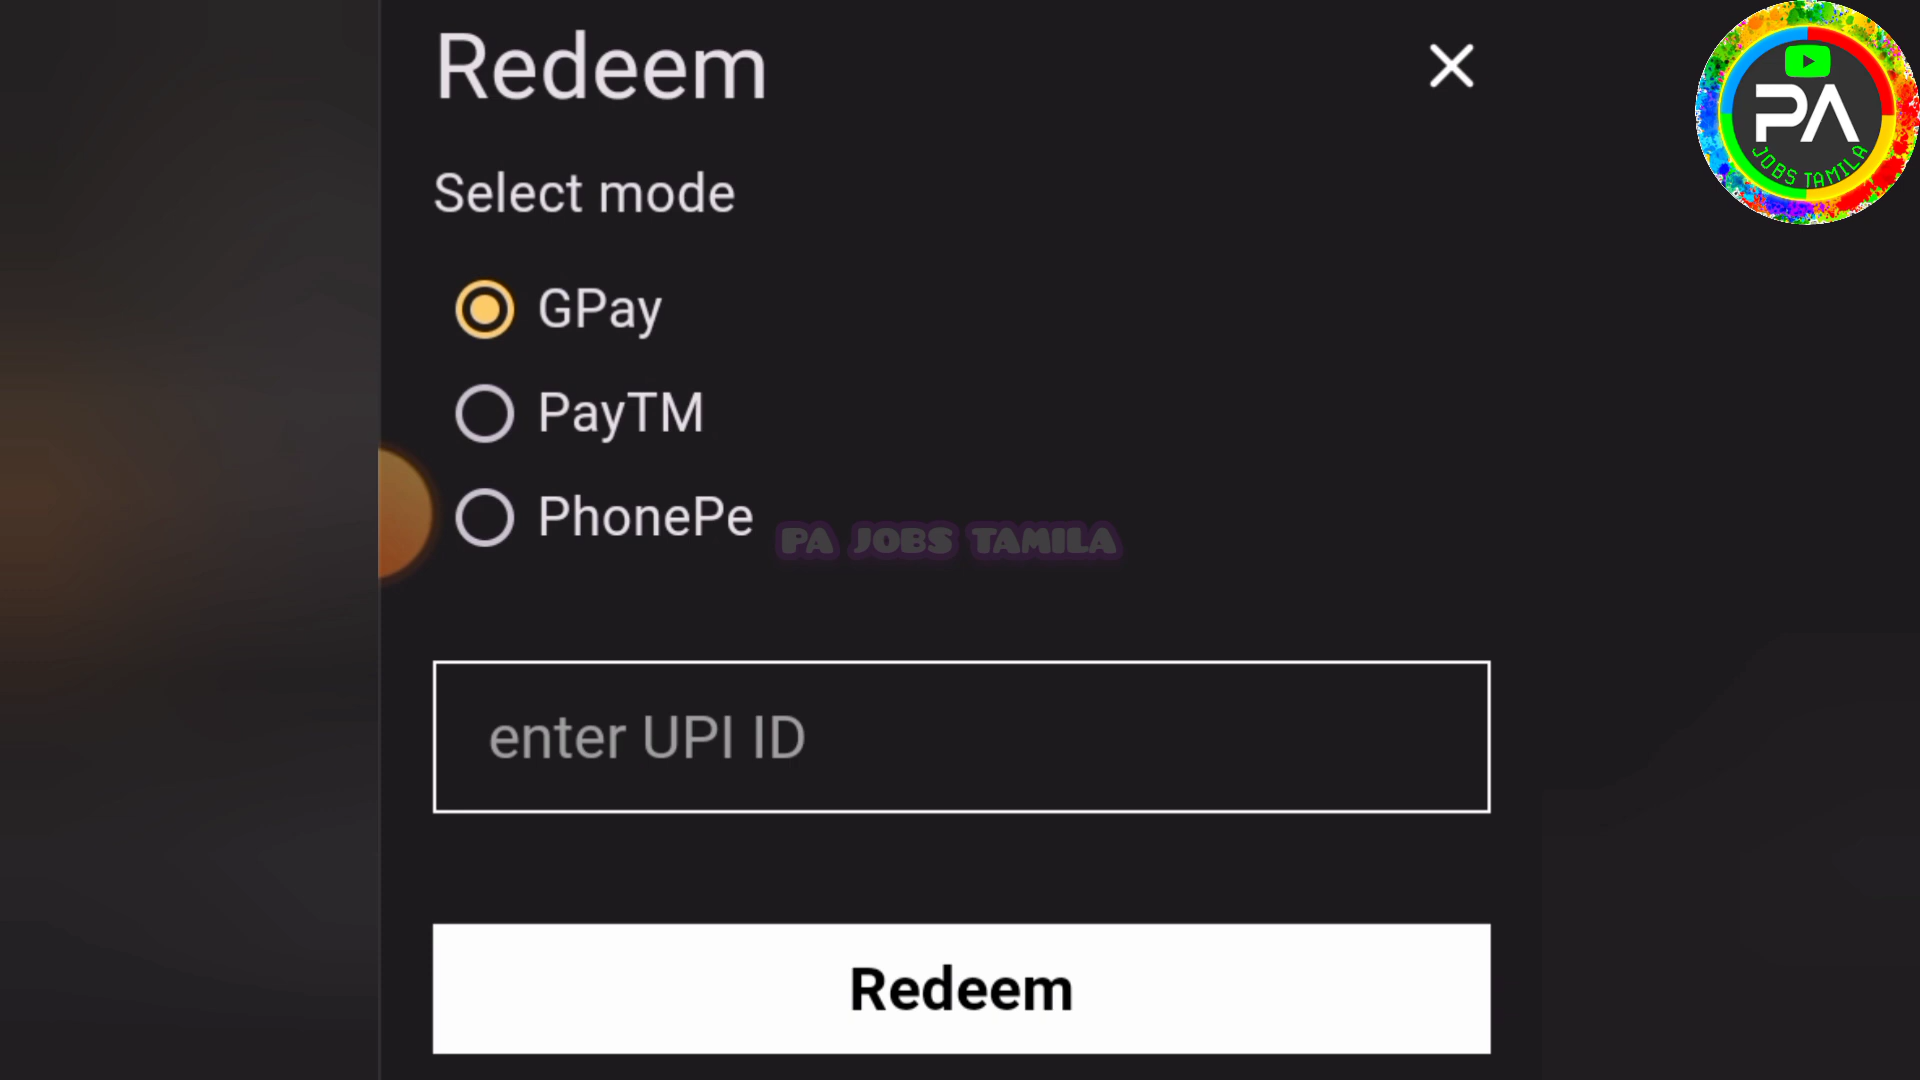 Redeem
PA
JOBS TAMILA
Select mode
GPay
PayTM
PhonePe
PA JOBS TAMILA
enter UPI ID
Redeem